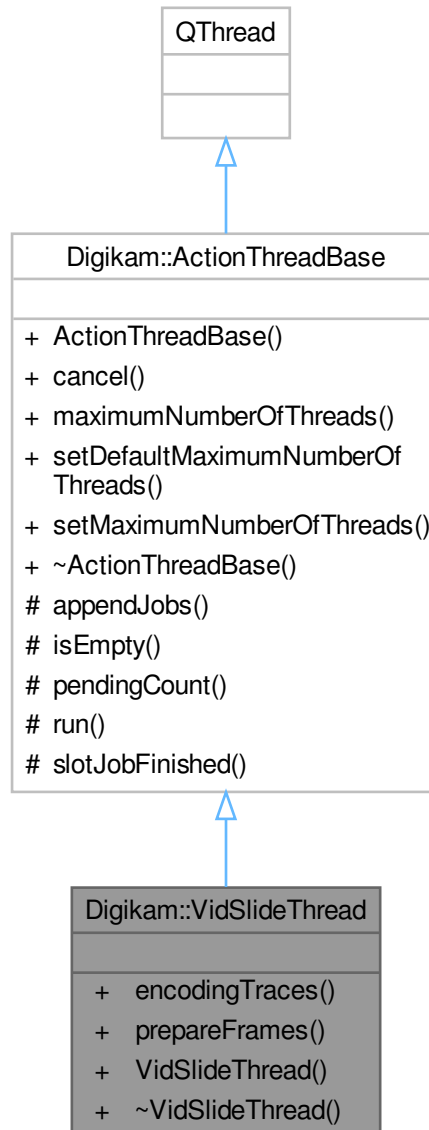 QThread
Digikam::ActionThreadBase
+ ActionThreadBase()
+ cancel()
+ maximumNumberOfThreads()
+ setDefaultMaximumNumberOf
Threads()
+ setMaximumNumberOfThreads()
+ ~ActionThreadBase()
# appendJobs()
# isEmpty()
# pendingCount()
# run()
# slotJobFinished()
Digikam::VidSlideThread
+ encodingTraces()
+ prepareFrames()
+ VidSlideThread()
+ ~VidSlideThread()